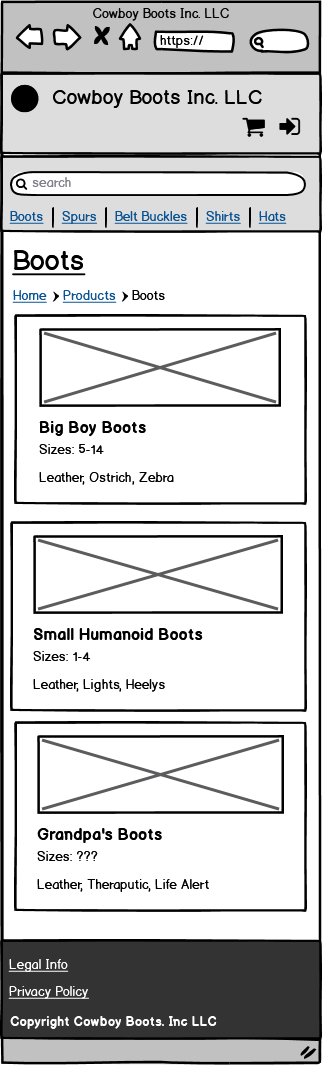 Cowboy Boots Inc. LLC
https://
Cowboy Boots Inc. LLC
search
Boots | Spurs | Belt Buckles | Shirts | Hats
Boots
Home > Products > Boots
Big Boy Boots
Sizes: 5-14
Leather, Ostrich, Zebra
Small Humanoid Boots
Sizes: 1-4
Leather, Lights, Heelys
Grandpa's Boots
Sizes: ???
Leather, Theraputic, Life Alert
Legal Info
Privacy Policy
Copyright Cowboy Boots. Inc LLC